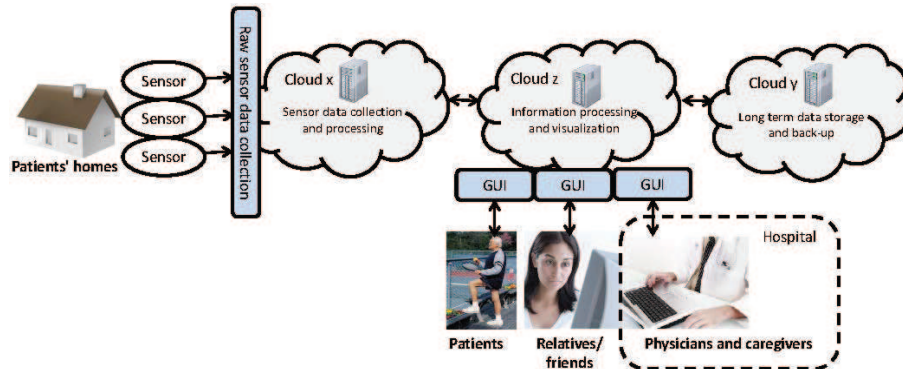 Patients' homes
Sensor
Sensor
Sensor
Raw sensor data collection
Cloud x
Sensor data collection
and processing
Cloud z
Information processing
and visualization
Cloud y
Long term data storage
and back-up
GUI
GUI
GUI
Hospital
Patients
Relatives/
friends
Physicians and caregivers